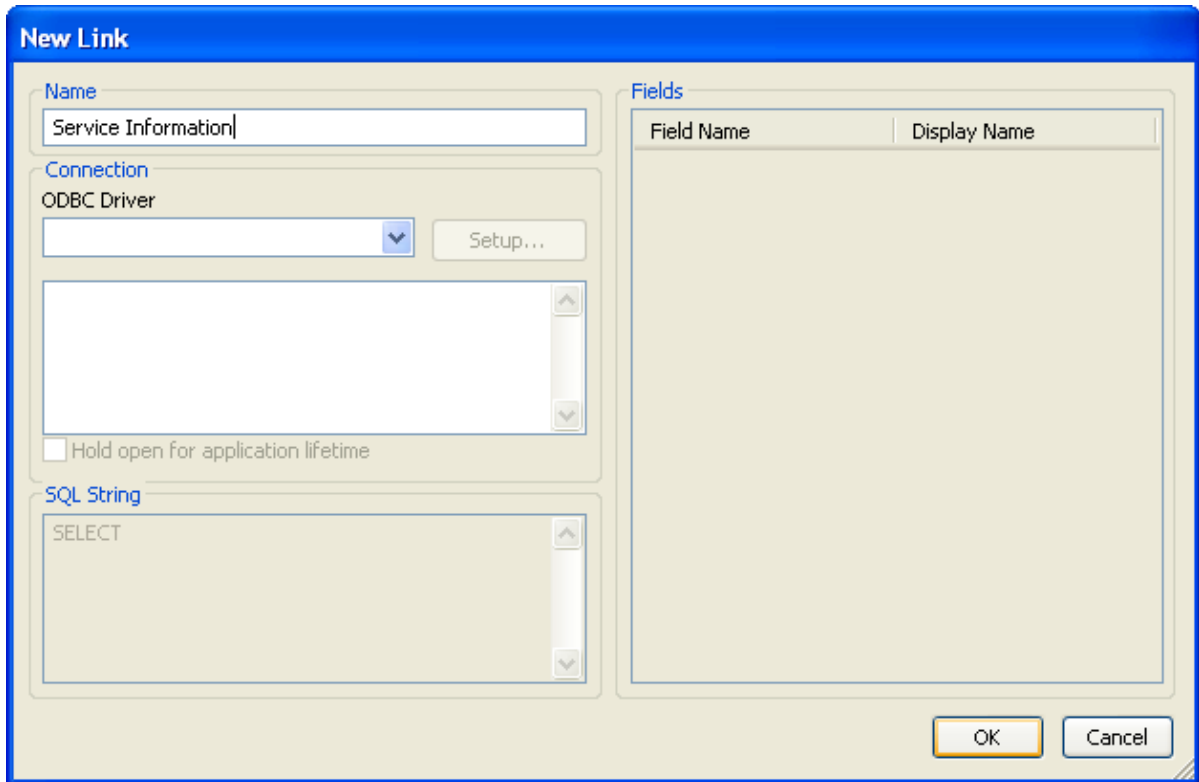 New Link
Name
Service Information
Connection
ODBC Driver
Setup...
Hold open for application lifetime
SQL String
SELECT
Fields
Field Name Display Name
OK Cancel